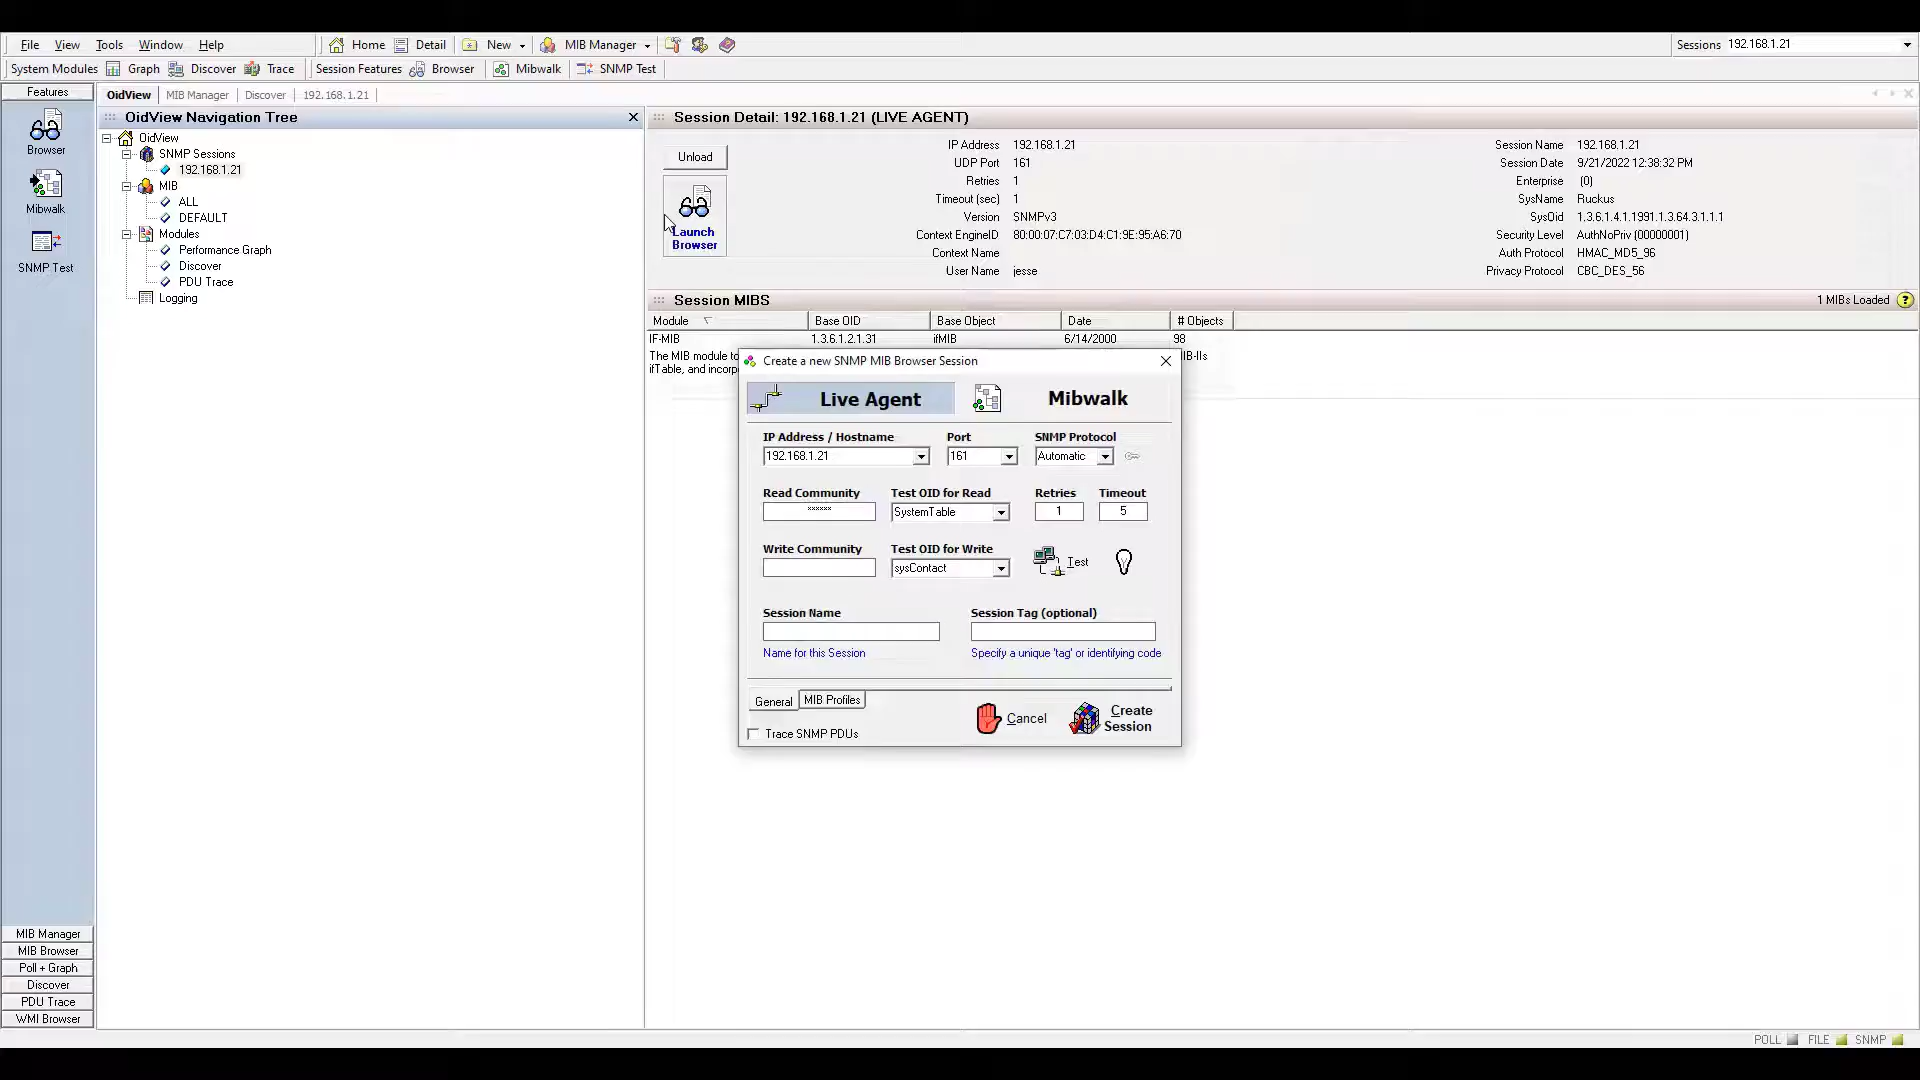 File View Tools Window Help Home Detail New MIB Manager Sessions 192.168.1.21
System Modules Graph Discover Trace Session Features Browser Mibwalk SNMP Test
Features OidView MIB Manager Discover 192.168.1.21
OidView Navigation Tree
Session Detail: 192.168.1.21 (LIVE AGENT)
Browser
Mibwalk
SNMP Test
OidView
SNMP Sessions
192.168.1.21
MIB
ALL
DEFAULT
Modules
Performance Graph
Discover
PDU Trace
Logging
Unload
Launch
Browser
IP Address 192.168.1.21
UDP Port 161
Retries 1
Timeout (sec) 1
Version SNMPv3
Context EngineID 80:00:07:C7:03:D4:C1:9E:95:A6:70
Context Name
User Name jesse
Session Name 192.168.1.21
Session Date 9/21/2022 12:38:32 PM
Enterprise (0)
SysName Ruckus
SysOid 1.3.6.1.4.1.1991.1.3.64.3.1.1.1
Security Level AuthNoPriv (00000001)
Auth Protocol HMAC_MD5_96
Privacy Protocol CBC_DES_56
Session MIBS 1 MIBs Loaded ?
Module Base OID Base Object Date # Objects
IF-MIB 1.3.6.1.2.1.31 ifMIB 6/14/2000 98
The MIB module to
ifTable, and incorp
Create a new SNMP MIB Browser Session
Live Agent Mibwalk
IP Address / Hostname Port SNMP Protocol
192.168.1.21 161 Automatic
Read Community Test OID for Read Retries Timeout
****** SystemTable 1 5
Write Community Test OID for Write
sysContact Test
Session Name Session Tag (optional)
Name for this Session Specify a unique 'tag' or identifying code
General MIB Profiles
Cancel Create
Session
Trace SNMP PDUs
MIB Manager
MIB Browser
Poll + Graph
Discover
PDU Trace
WMI Browser
POLL FILE SNMP